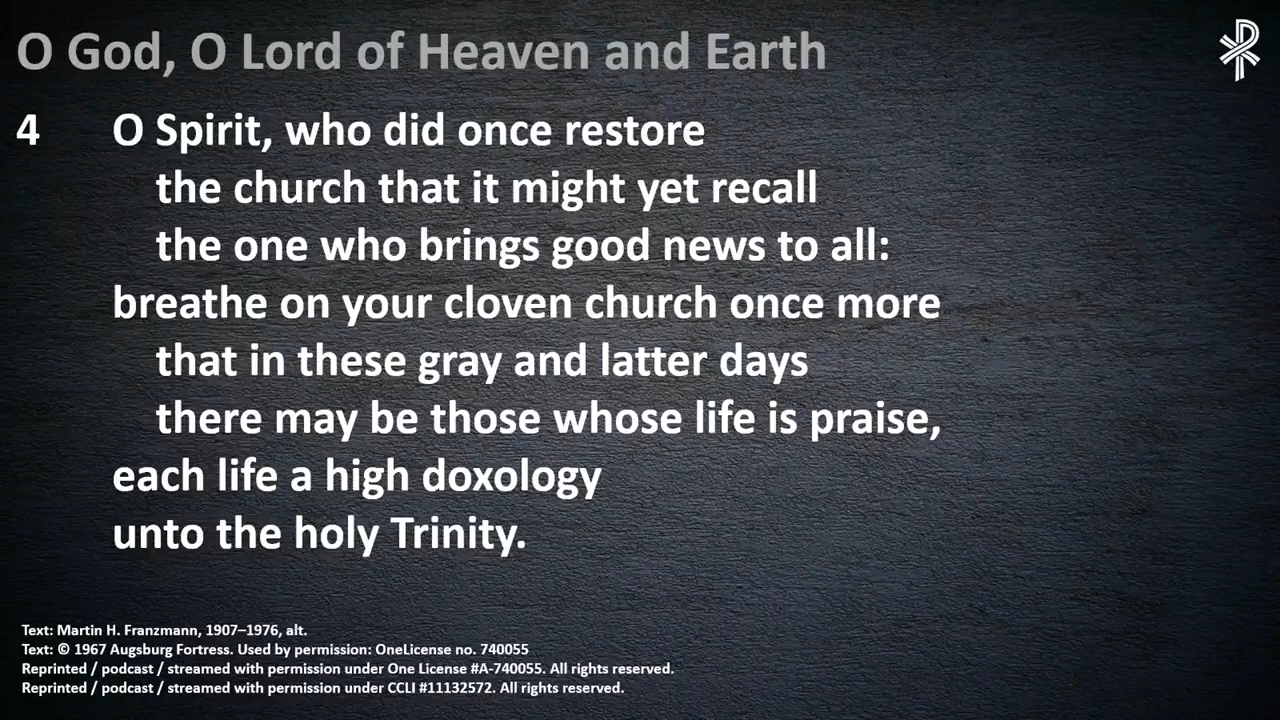 O God, O Lord of Heaven and Earth
4 O Spirit, who did once restore
the church that it might yet recall
the one who brings good news to all:
breathe on your cloven church once more
that in these gray and latter days
there may be those whose life is praise,
each life a high doxology
unto the holy Trinity.
Text: Martin H. Franzmann, 1907–1976, alt.
Text: © 1967 Augsburg Fortress. Used by permission: OneLicense no. 740055
Reprinted / podcast / streamed with permission under One License #A-740055. All rights reserved.
Reprinted / podcast / streamed with permission under CCLI #11132572. All rights reserved.